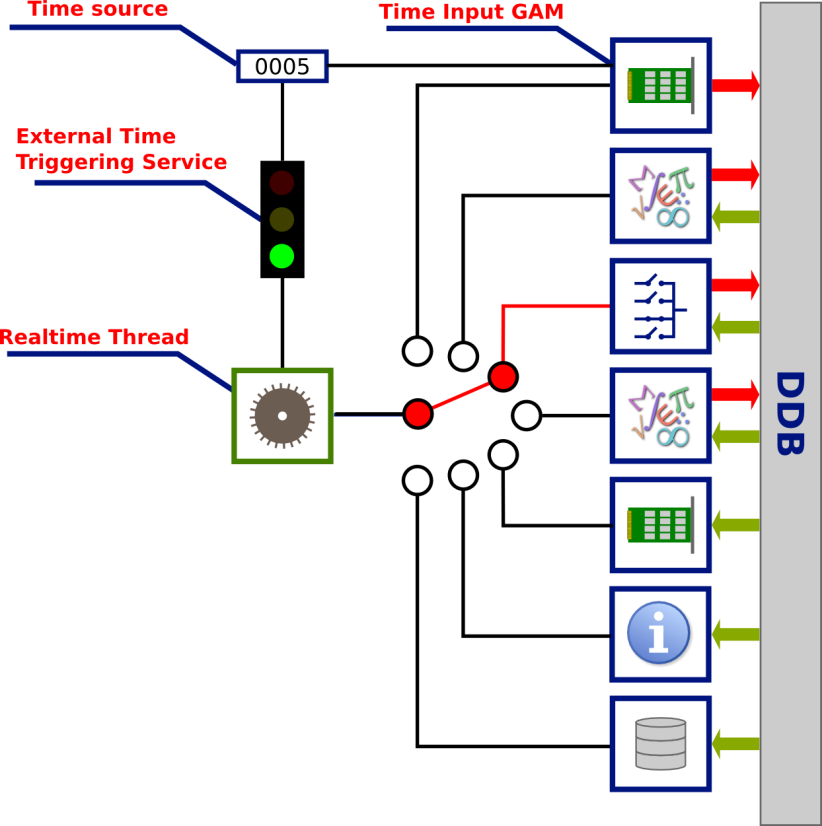 Time source
Time Input GAM
0005
External Time
Triggering Service
Realtime Thread
DDB
i